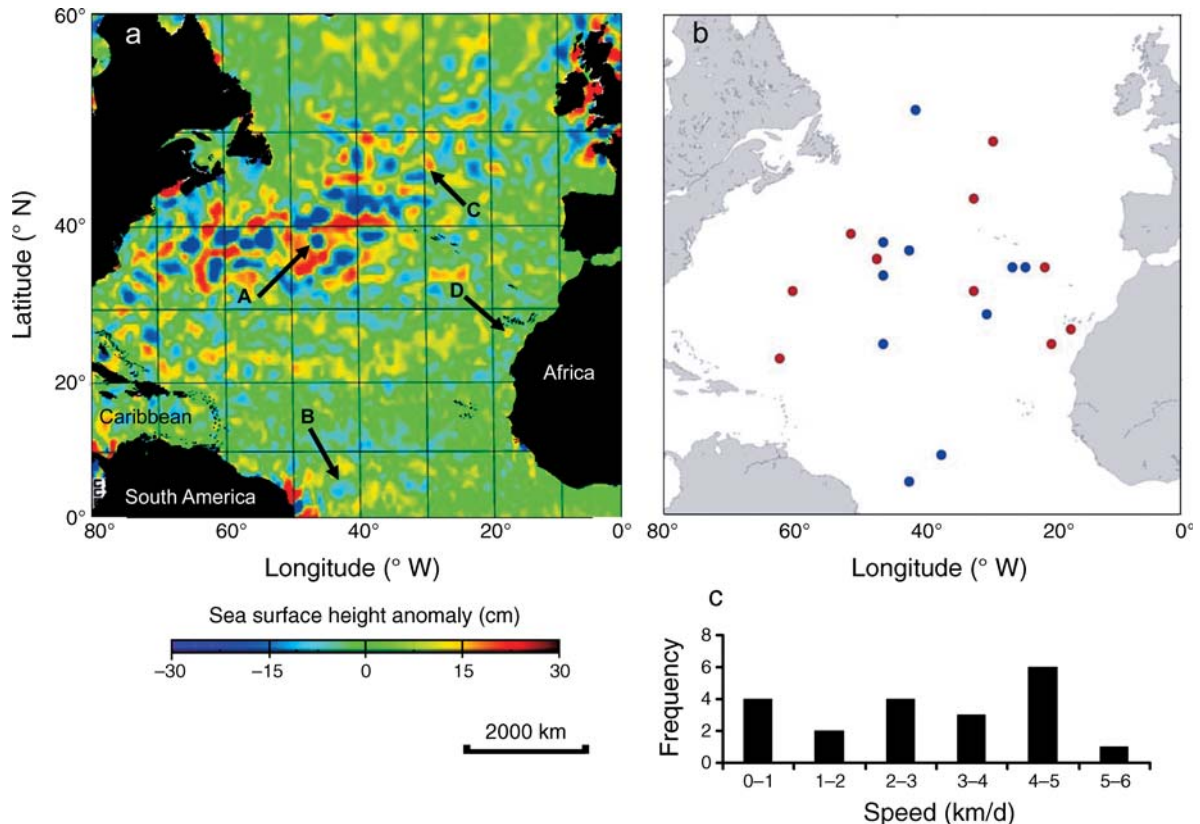 a
60°
40°
20°
0°
Latitude (° N)
A
B
C
D
Africa
Caribbean
South America
80°
60°
40°
20°
0°
Longitude (° W)
Sea surface height anomaly (cm)
–30
–15
0
15
30
2000 km
b
80°
60°
40°
20°
0°
Longitude (° W)
c
Frequency
8
6
4
2
0
0–1
1–2
2–3
3–4
4–5
5–6
Speed (km/d)